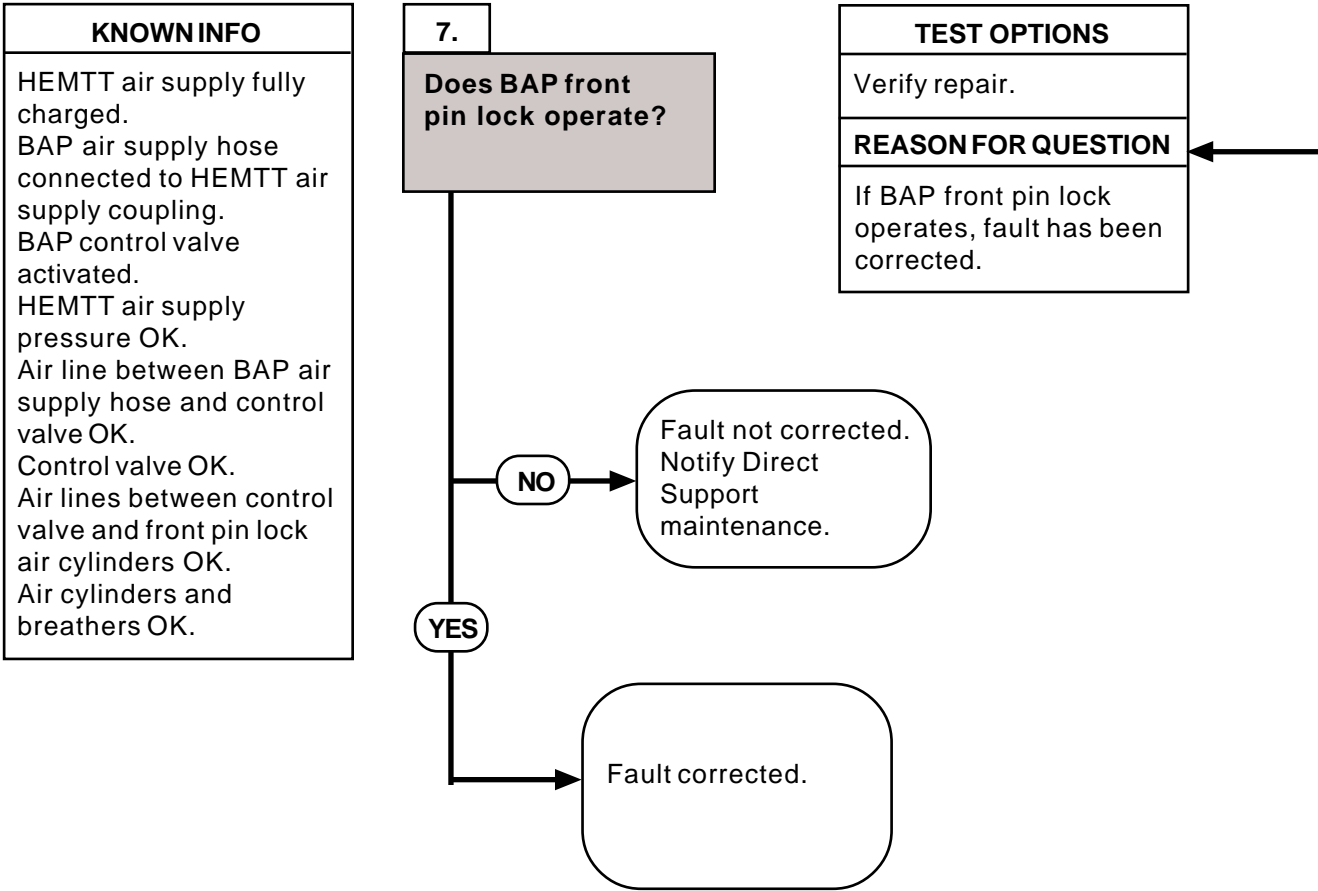 KNOWN INFO
HEMTT air supply fully
charged.
BAP air supply hose
connected to HEMTT air
supply coupling.
BAP control valve
activated.
HEMTT air supply
pressure OK.
Air line between BAP air
supply hose and control
valve OK.
Control valve OK.
Air lines between control
valve and front pin lock
air cylinders OK.
Air cylinders and
breathers OK.
7.
Does BAP front
pin lock operate?
TEST OPTIONS
Verify repair.
REASON FOR QUESTION
If BAP front pin lock
operates, fault has been
corrected.
NO
Fault not corrected.
Notify Direct
Support
maintenance.
YES
Fault corrected.